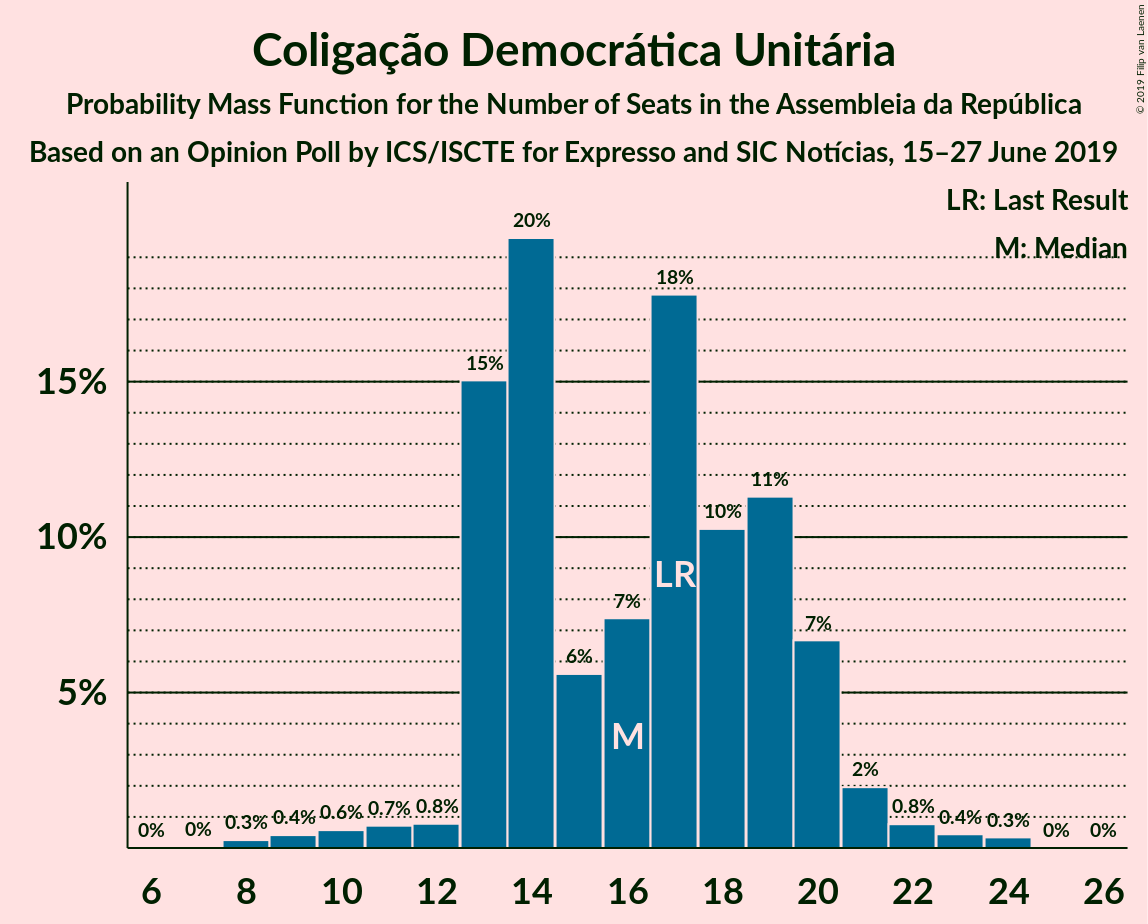 Coligação Democrática Unitária
Probability Mass Function for the Number of Seats in the Assembleia da República
Based on an Opinion Poll by ICS/ISCTE for Expresso and SIC Notícias, 15–27 June 2019
© 2019 Filip van Laenen
LR: Last Result
M: Median
15%
10%
5%
0% 0% 0.3% 0.4% 0.6% 0.7% 0.8% 15% 20% 6% 7% 18% 10% 11% 7% 2% 0.8% 0.4% 0.3% 0% 0%
LR
M
6 8 10 12 14 16 18 20 22 24 26